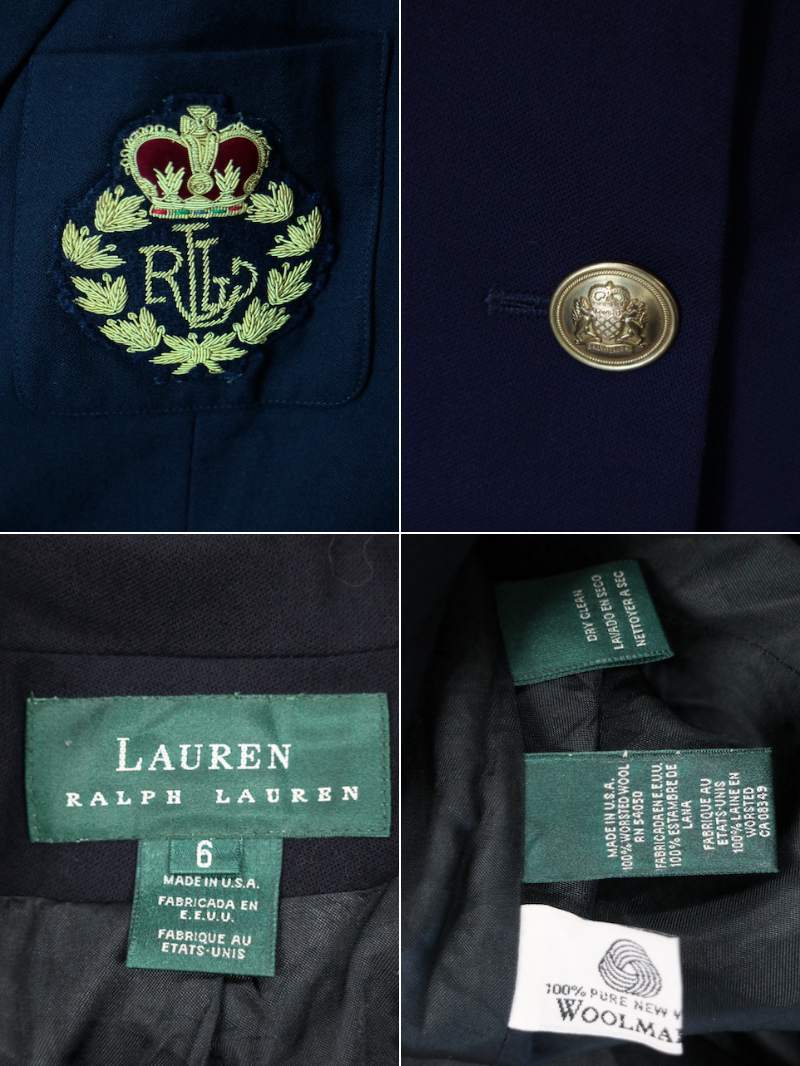 RLL
LAUREN
RALPH LAUREN
6
MADE IN U.S.A.
FABRICADA EN
E.E.U.U.
FABRIQUE AU
ETATS-UNIS
DRY CLEAN
LAVADO EN SECO
NETTOYER A SEC
MADE IN U.S.A.
100% WORSTED WOOL
RN 54050
FABRICADA EN E.E.U.U.
100% ESTAMBRE DE
LANA
FABRIQUE AU
ETATS-UNIS
100% LAINE EN
WORSTED
CA 08349
100% PURE NEW
WOOLMA